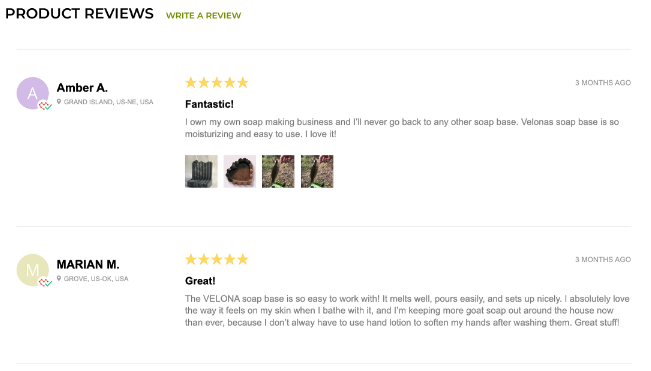 PRODUCT REVIEWS WRITE A REVIEW
A
Amber A.
GRAND ISLAND, US-NE, USA
3 MONTHS AGO
Fantastic!
I own my own soap making business and I'll never go back to any other soap base. Velonas soap base is so
moisturizing and easy to use. I love it!
M
MARIAN M.
GROVE, US-OK, USA
3 MONTHS AGO
Great!
The VELONA soap base is so easy to work with! It melts well, pours easily, and sets up nicely. I absolutely love
the way it feels on my skin when I bathe with it, and I'm keeping more goat soap out around the house now
than ever, because I don't alway have to use hand lotion to soften my hands after washing them. Great stuff!